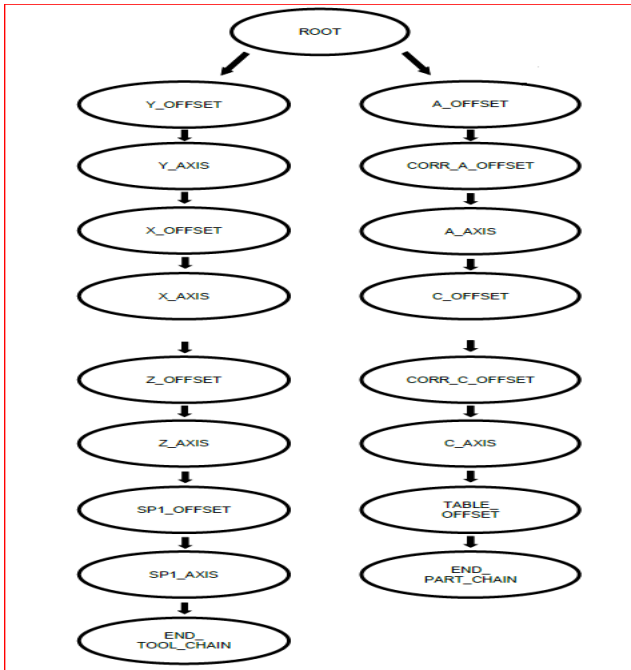 ROOT
Y_OFFSET
A_OFFSET
Y_AXIS
CORR_A_OFFSET
X_OFFSET
A_AXIS
X_AXIS
C_OFFSET
Z_OFFSET
CORR_C_OFFSET
Z_AXIS
C_AXIS
SP1_OFFSET
TABLE_
OFFSET
SP1_AXIS
END_
PART_CHAIN
END_
TOOL_CHAIN